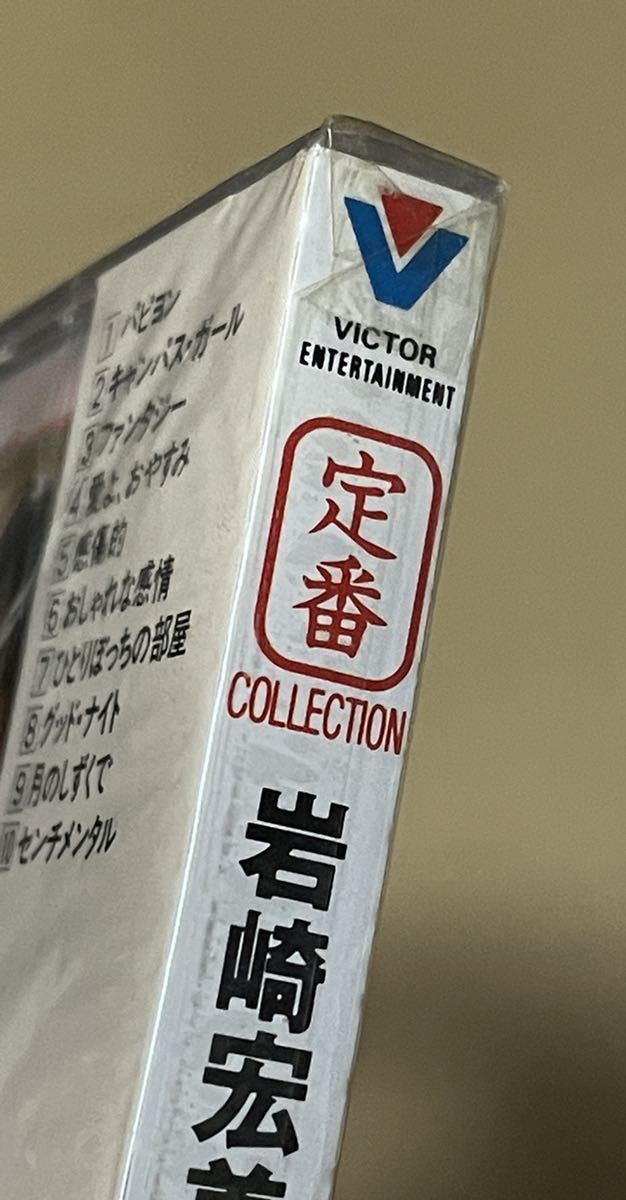 1 パピヨン
2 キャンパス・ガール
3 ファンタジー
4 愛よ、おやすみ
5 感傷的
6 おしゃれな感情
7 ひとりぼっちの部屋
8 グッド・ナイト
9 月のしずくで
10 センチメンタル
VICTOR
ENTERTAINMENT
定番
COLLECTION
岩崎宏美